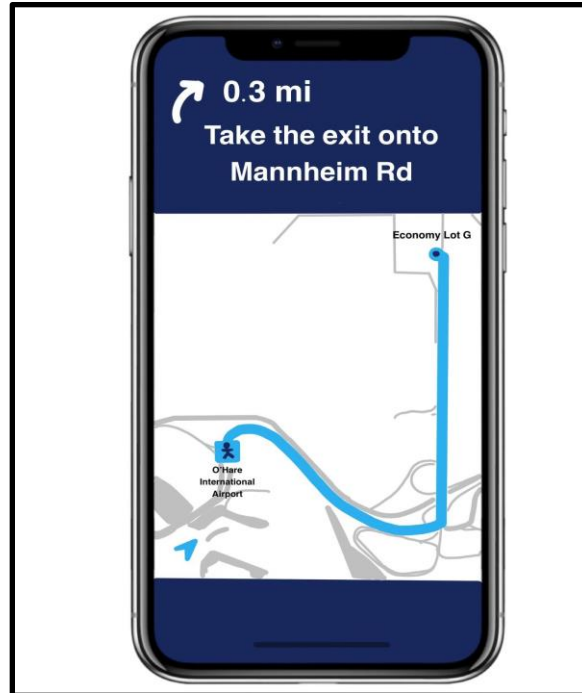 0.3 mi
Take the exit onto
Mannheim Rd
Economy Lot G
O'Hare
International
Airport